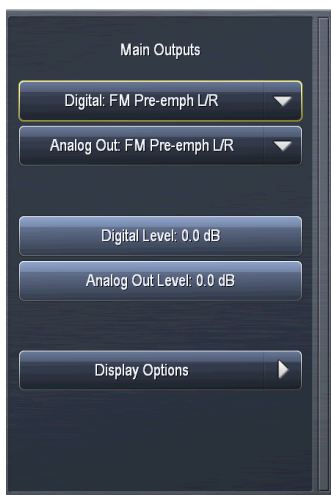 Main Outputs
Digital: FM Pre-emph L/R
Analog Out: FM Pre-emph L/R
Digital Level: 0.0 dB
Analog Out Level: 0.0 dB
Display Options